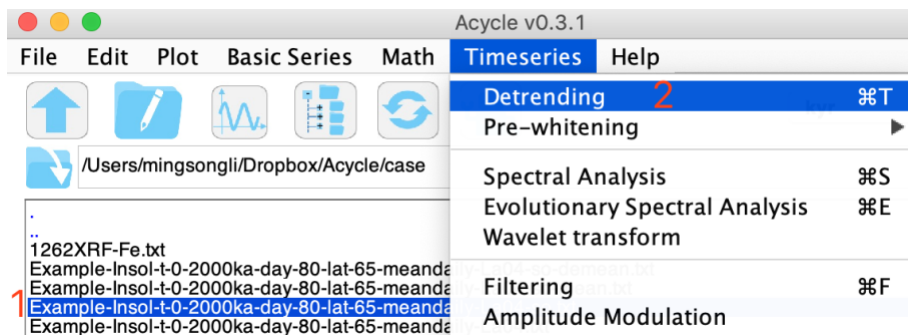 Acycle v0.3.1
File Edit Plot Basic Series Math Timeseries Help
Detrending 2 ⌘T
Pre-whitening ▶
/Users/mingsongli/Dropbox/Acycle/case
Spectral Analysis ⌘S
Evolutionary Spectral Analysis ⌘E
Wavelet transform
Filtering ⌘F
Amplitude Modulation
.
..
1262XRF-Fe.txt
Example-Insol-t-0-2000ka-day-80-lat-65-meanda
Example-Insol-t-0-2000ka-day-80-lat-65-meanda
1 Example-Insol-t-0-2000ka-day-80-lat-65-meanda
Example-Insol-t-0-2000ka-day-80-lat-65-meanda